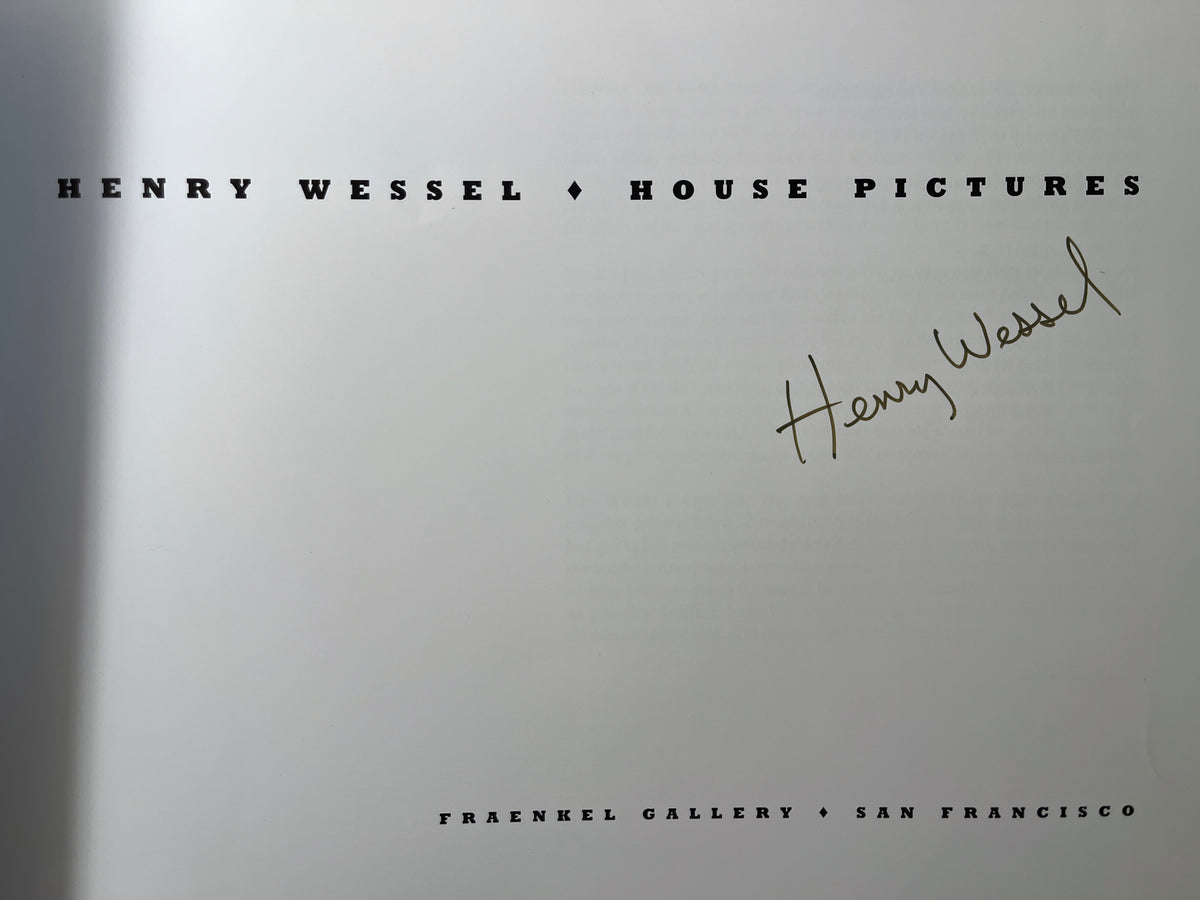 HENRY WESSEL ♦ HOUSE PICTURES
Henry Wessel
FRAENKEL GALLERY ♦ SAN FRANCISCO